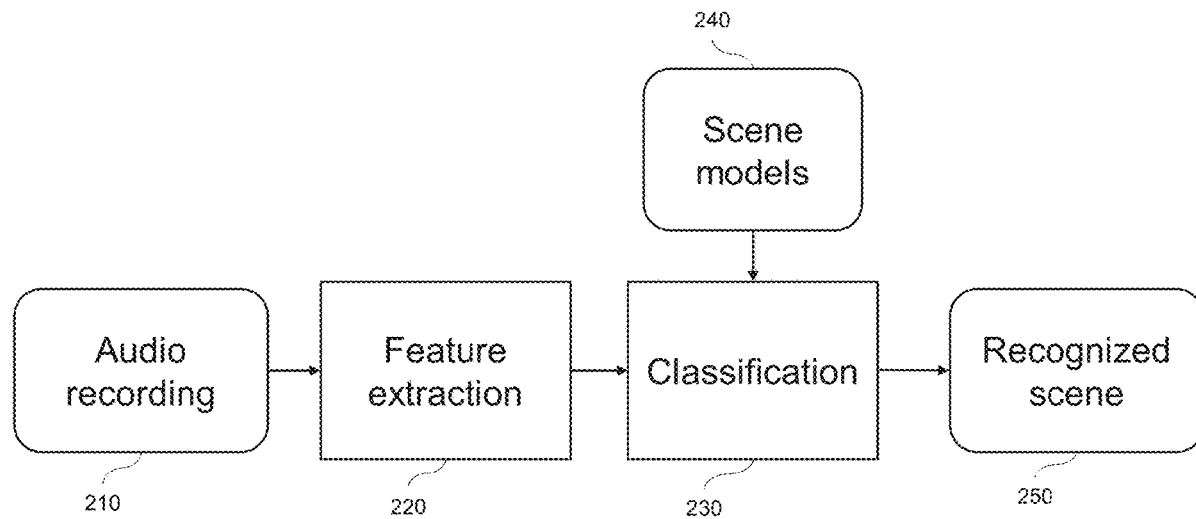 240
Scene
models
Audio
recording
Feature
extraction
Classification
Recognized
scene
210
220
230
250